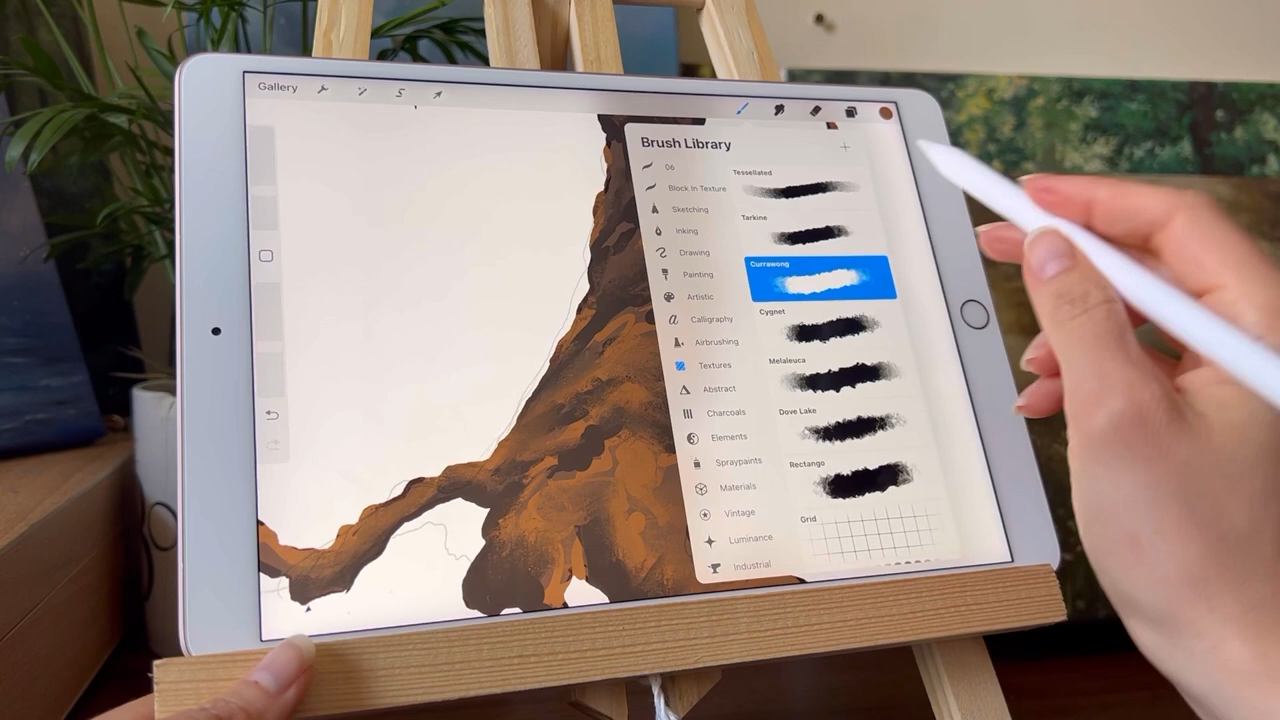 Gallery
Brush Library
06
Block In Texture
Sketching
Inking
Drawing
Painting
Artistic
Calligraphy
Airbrushing
Textures
Abstract
Charcoals
Elements
Spraypaints
Materials
Vintage
Luminance
Industrial
Tessellated
Tarkine
Currawong
Cygnet
Melaleuca
Dove Lake
Rectango
Grid